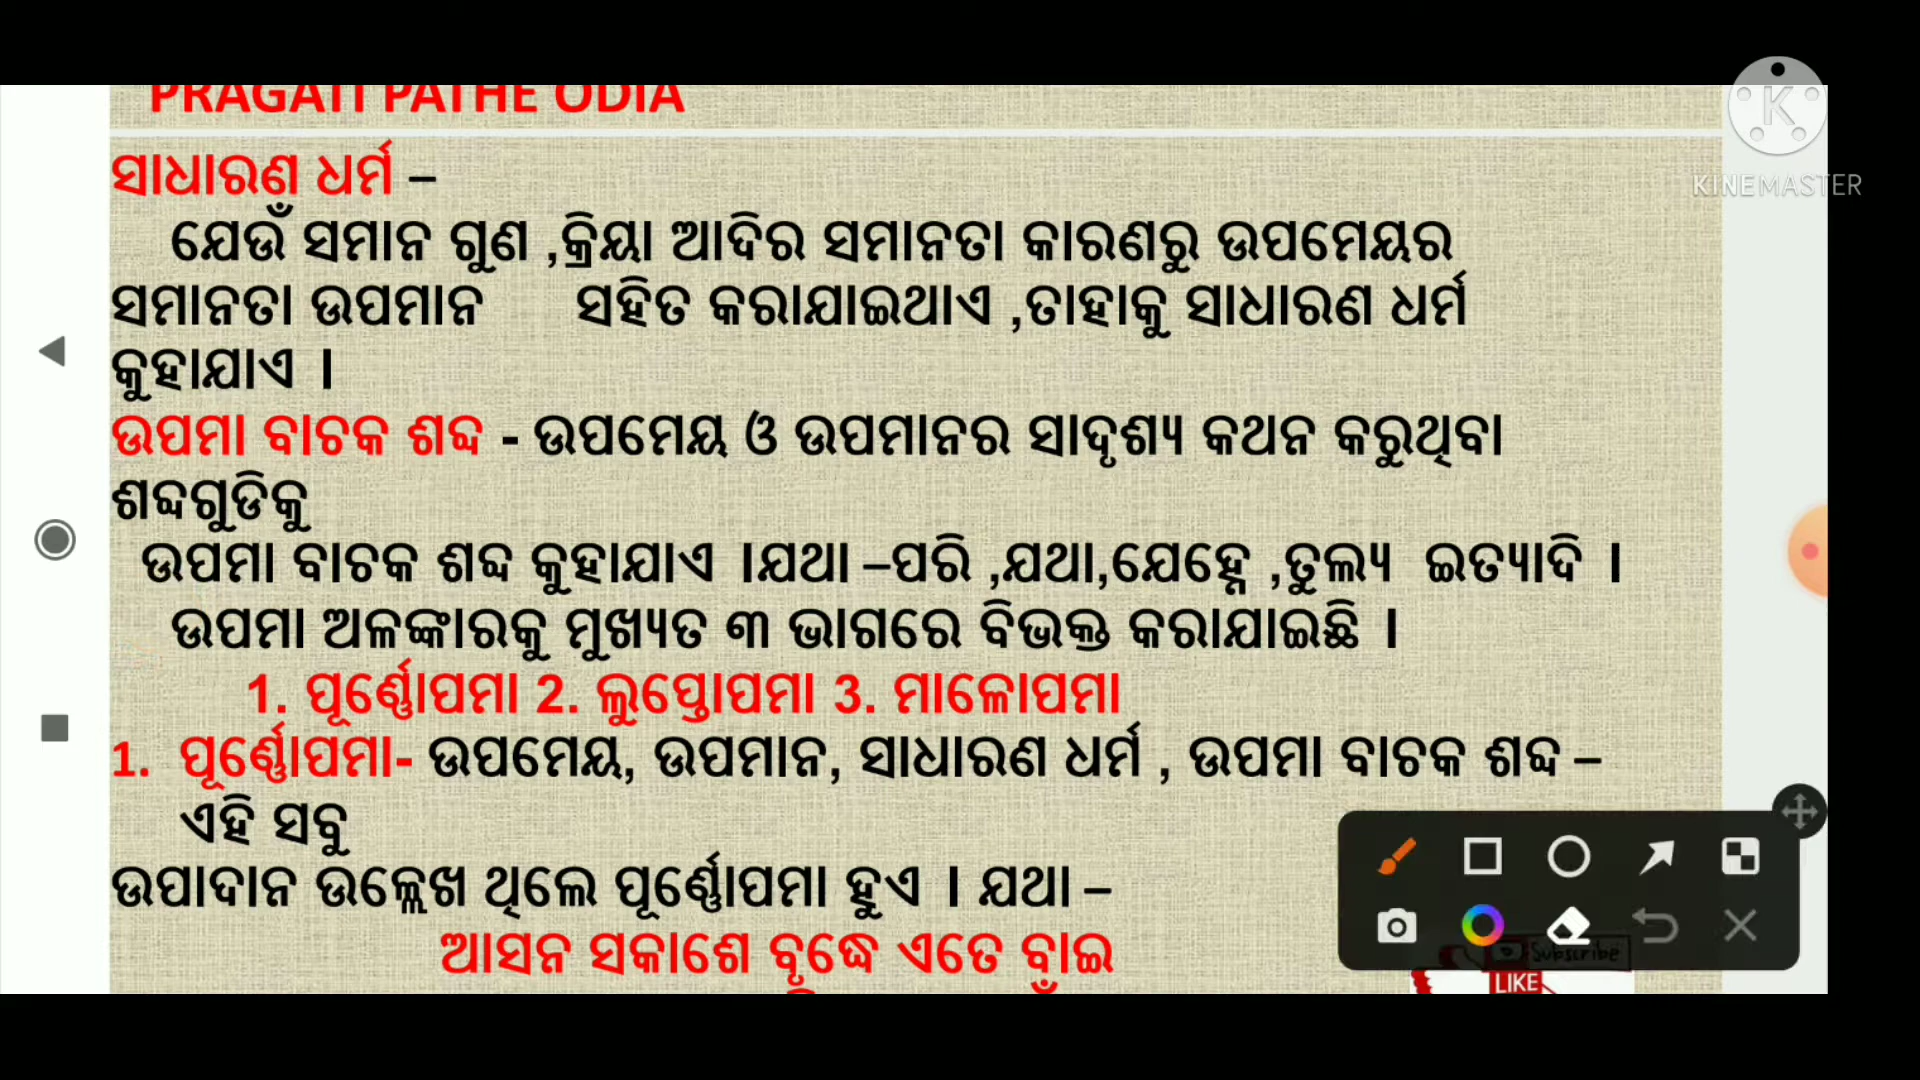 PRAGATI PATHE ODIA
KINEMASTER
ସାଧାରଣ ଧର୍ମ –
ଯେଉଁ ସମାନ ଗୁଣ ,କ୍ରିୟା ଆଦିର ସମାନତା କାରଣରୁ ଉପମେୟର
ସମାନତା ଉପମାନ ସହିତ କରାଯାଇଥାଏ ,ତାହାକୁ ସାଧାରଣ ଧର୍ମ
କୁହାଯାଏ ।
ଉପମା ବାଚକ ଶବ୍ଦ - ଉପମେୟ ଓ ଉପମାନର ସାଦୃଶ୍ୟ କଥନ କରୁଥିବା
ଶବ୍ଦଗୁଡିକୁ
ଉପମା ବାଚକ ଶବ୍ଦ କୁହାଯାଏ ।ଯଥା –ପରି ,ଯଥା,ଯେହ୍ନେ ,ତୁଲ୍ୟ ଇତ୍ୟାଦି ।
ଉପମା ଅଳଙ୍କାରକୁ ମୁଖ୍ୟତ ୩ ଭାଗରେ ବିଭକ୍ତ କରାଯାଇଛି ।
1. ପୂର୍ଣ୍ଣୋପମା 2. ଲୁପ୍ତୋପମା 3. ମାଳୋପମା
1. ପୂର୍ଣ୍ଣୋପମା- ଉପମେୟ, ଉପମାନ, ସାଧାରଣ ଧର୍ମ , ଉପମା ବାଚକ ଶବ୍ଦ –
ଏହି ସବୁ
ଉପାଦାନ ଉଲ୍ଲେଖ ଥିଲେ ପୂର୍ଣ୍ଣୋପମା ହୁଏ । ଯଥା –
ଆସନ ସକାଶେ ବୃଦ୍ଧେ ଏତେ ବାଇ
Subscribe
LIKE